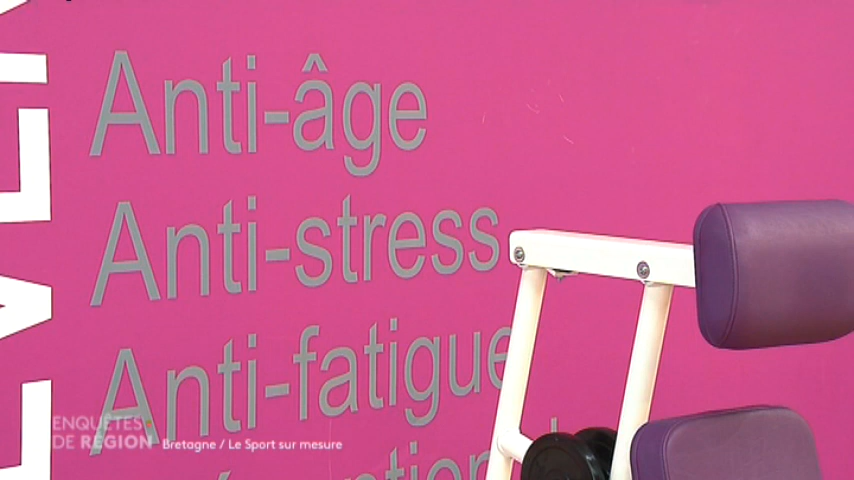 Anti-âge
Anti-stress
Anti-fatigue
ENQUÊTES
DE RÉGION Bretagne / Le Sport sur mesure